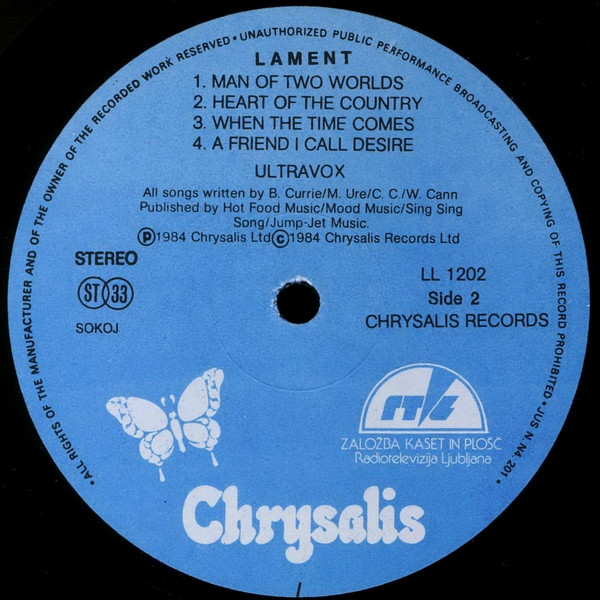 • ALL RIGHTS OF THE MANUFACTURER AND OF THE OWNER OF THE RECORDED WORK RESERVED • UNAUTHORIZED PUBLIC PERFORMANCE BROADCASTING AND COPYING OF THIS RECORD PROHIBITED • JUS N. N4. 201 •
LAMENT
1. MAN OF TWO WORLDS
2. HEART OF THE COUNTRY
3. WHEN THE TIME COMES
4. A FRIEND I CALL DESIRE
ULTRAVOX
All songs written by B. Currie/M. Ure/C. C./W. Cann
Published by Hot Food Music/Mood Music/Sing Sing
Song/Jump-Jet Music.
Ⓟ1984 Chrysalis Ltd©1984 Chrysalis Records Ltd
STEREO
ST 33
SOKOJ
LL 1202
Side 2
CHRYSALIS RECORDS
RTL
ZALOŽBA KASET IN PLOŠČ
Radiotelevizija Ljubljana
Chrysalis